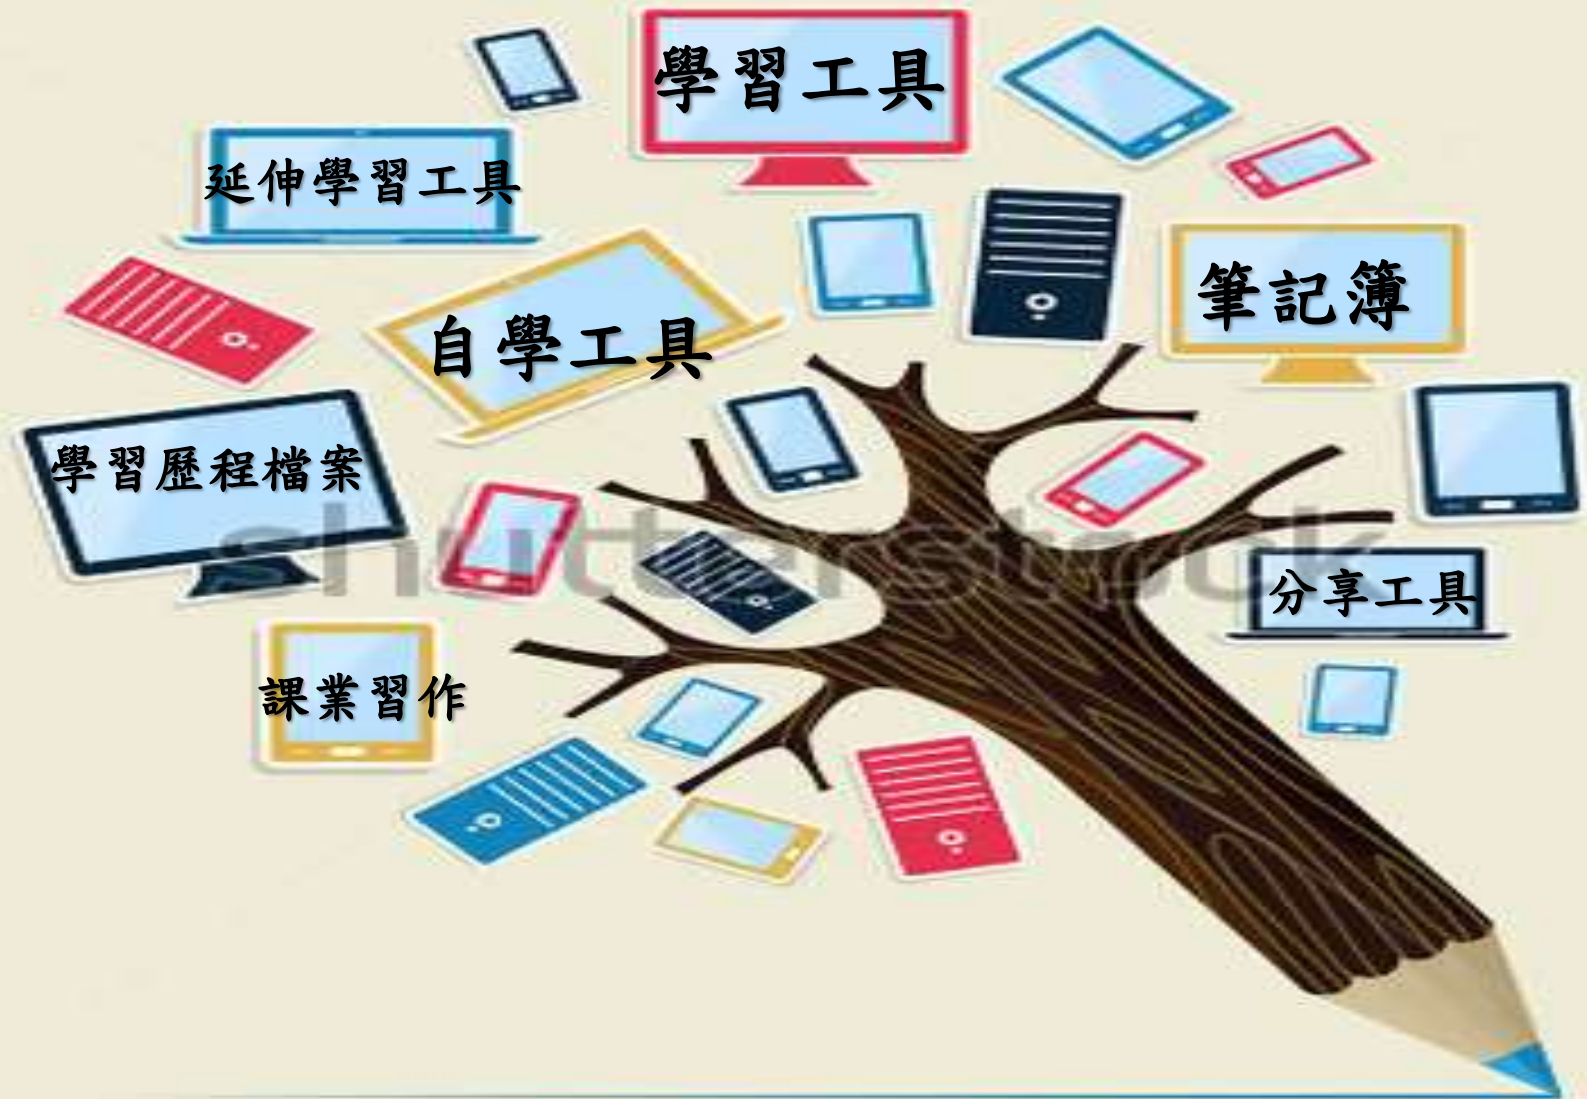 學習工具
延伸學習工具
筆記簿
自學工具
學習歷程檔案
shutterstock
分享工具
課業習作